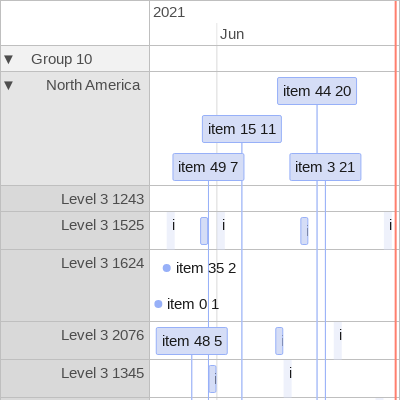 2021
Jun
▼ Group 10
▼ North America
item 44 20
item 15 11
item 49 7
item 3 21
Level 3 1243
Level 3 1525
i
i
i
i
Level 3 1624
item 35 2
item 0 1
Level 3 2076
item 48 5
i
i
Level 3 1345
i
i